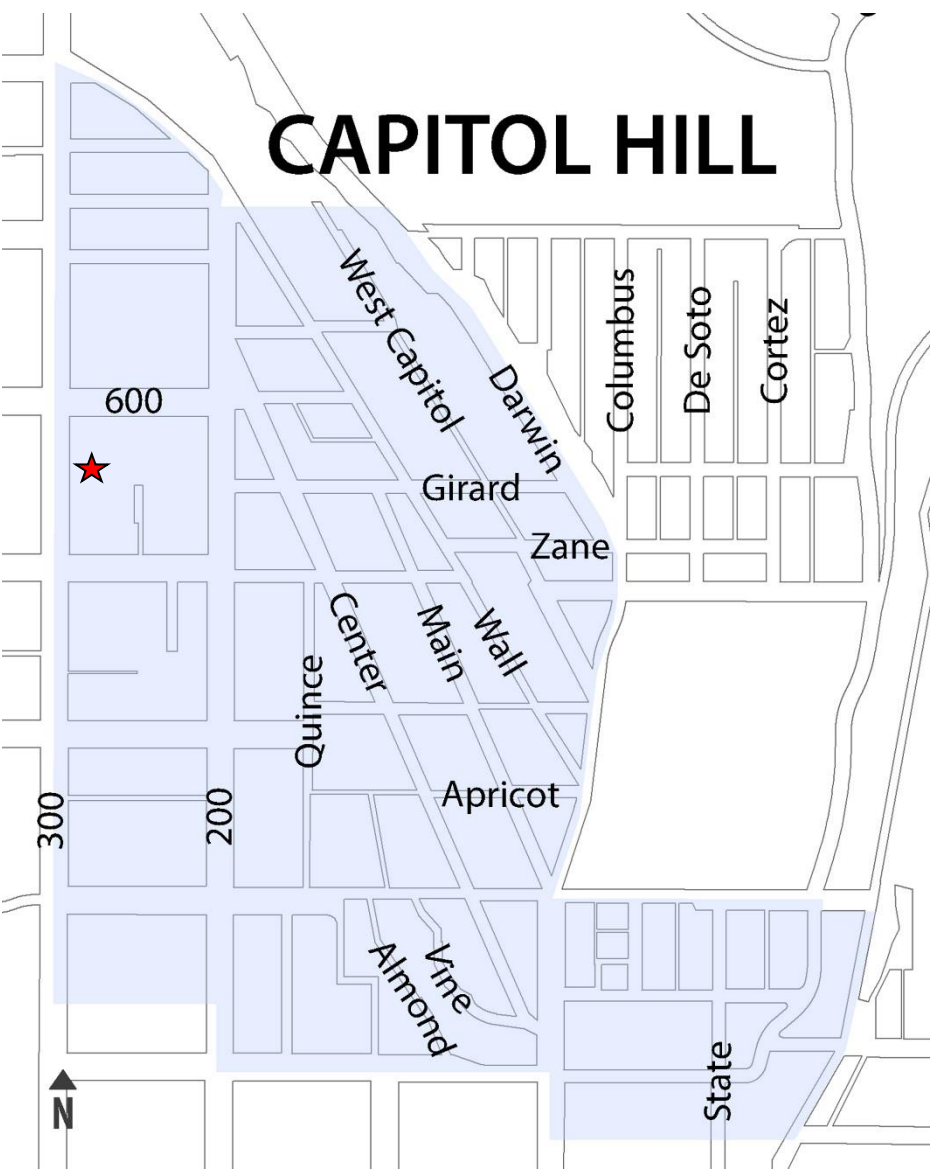 CAPITOL HILL
West Capitol
Columbus
De Soto
Cortez
Darwin
600
Girard
Zane
Center
Main
Wall
Quince
Apricot
300
200
Almond
Vine
State
N